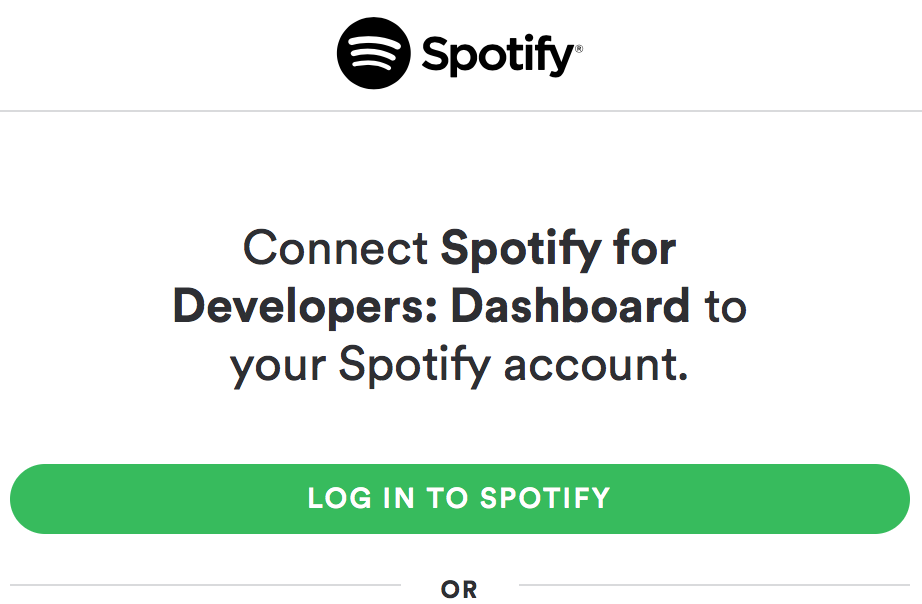 Spotify®
Connect Spotify for
Developers: Dashboard to
your Spotify account.
LOG IN TO SPOTIFY
OR